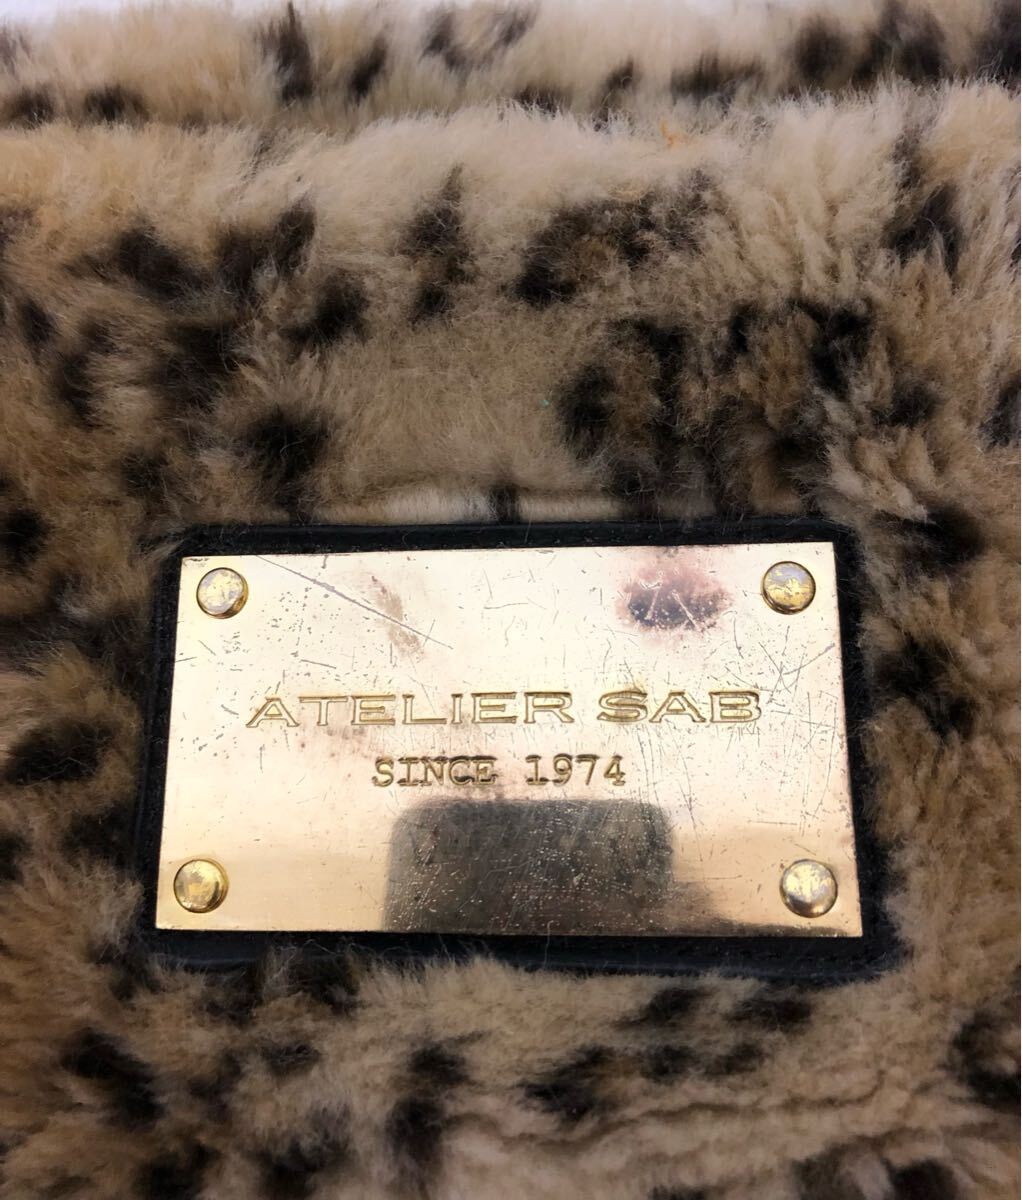 ATELIER SAB
SINCE 1974